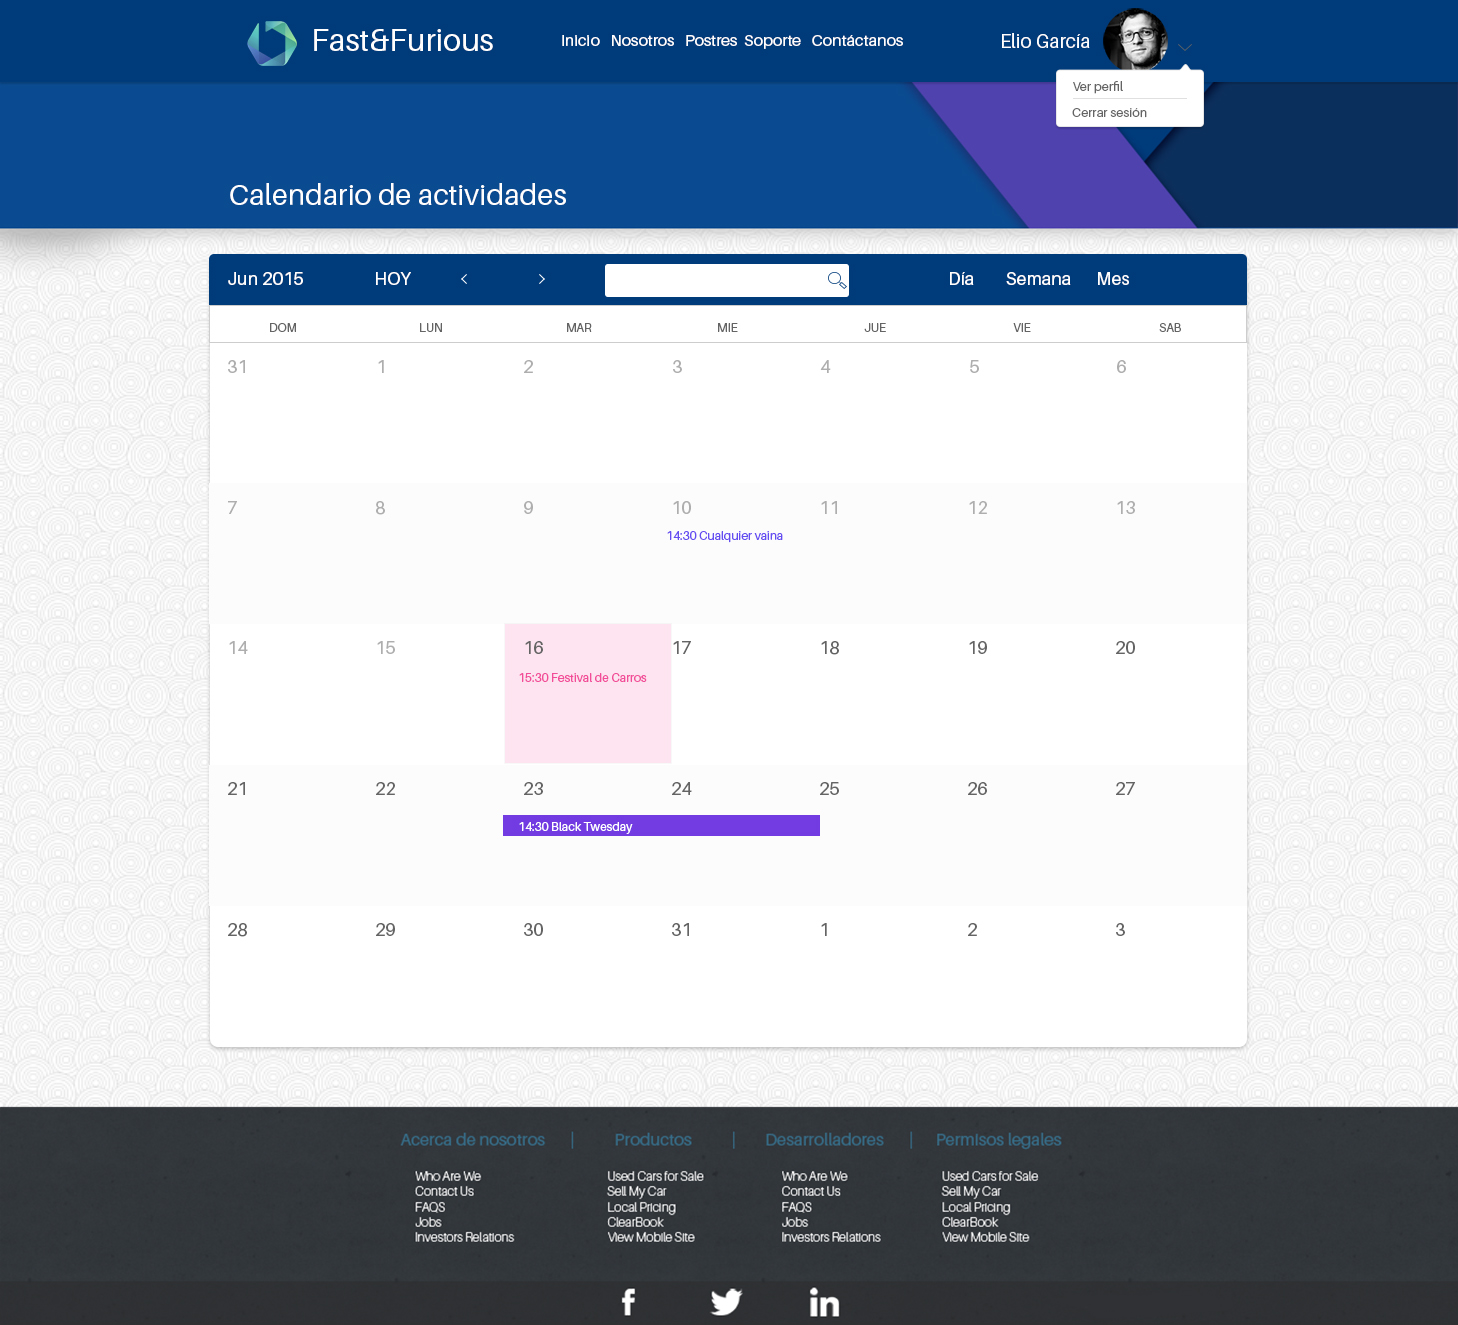 Fast&Furious
Inicio Nosotros Postres Soporte Contáctanos
Elio García
Ver perfil
Cerrar sesión
Calendario de actividades
Jun 2015 HOY < > Día Semana Mes
DOM LUN MAR MIE JUE VIE SAB
31 1 2 3 4 5 6
7 8 9 10 11 12 13
14:30 Cualquier vaina
14 15 16 17 18 19 20
15:30 Festival de Carros
21 22 23 24 25 26 27
14:30 Black Twesday
28 29 30 31 1 2 3
Acerca de nosotros | Productos | Desarrolladores | Permisos legales
Who Are We Used Cars for Sale Who Are We Used Cars for Sale
Contact Us Sell My Car Contact Us Sell My Car
FAQS Local Pricing FAQS Local Pricing
Jobs ClearBook Jobs ClearBook
Investors Relations View Mobile Site Investors Relations View Mobile Site